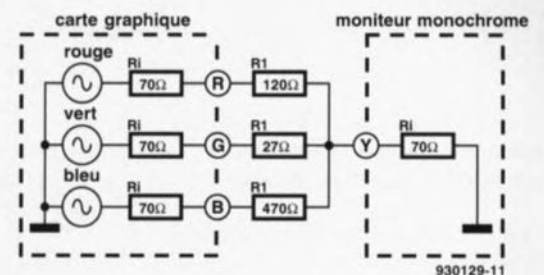 carte graphique
moniteur monochrome
rouge
Ri
70Ω
R
R1
120Ω
vert
Ri
70Ω
G
R1
27Ω
Y
Ri
70Ω
bleu
Ri
70Ω
B
R1
470Ω
930129-11